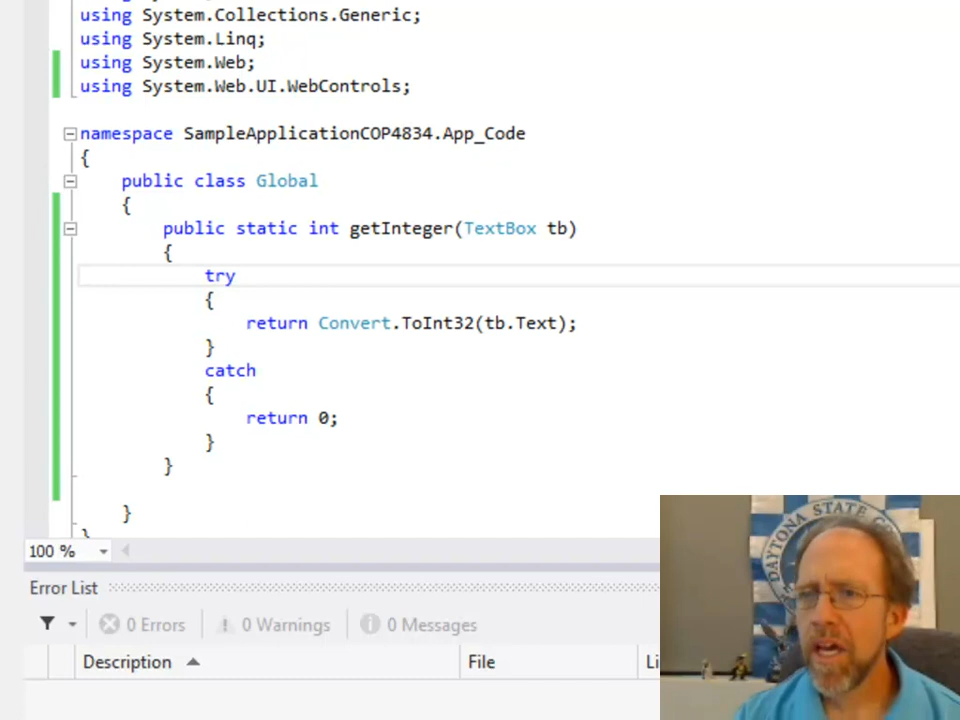 using System.Collections.Generic;
using System.Linq;
using System.Web;
using System.Web.UI.WebControls;
namespace SampleApplicationCOP4834.App_Code
{
public class Global
{
public static int getInteger(TextBox tb)
{
try
{
return Convert.ToInt32(tb.Text);
}
catch
{
return 0;
}
}
}
}
100 %
Error List
0 Errors
0 Warnings
0 Messages
Description
File
DAYTONA STATE